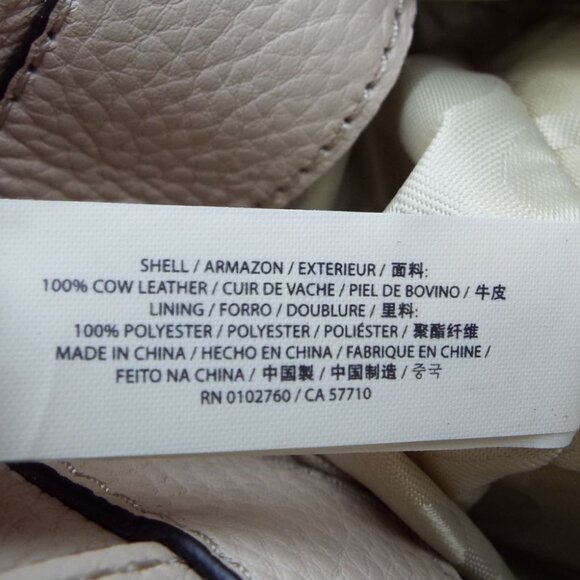 SHELL / ARMAZON / EXTERIEUR / 面料:
100% COW LEATHER / CUIR DE VACHE / PIEL DE BOVINO / 牛皮
LINING / FORRO / DOUBLURE / 里料:
100% POLYESTER / POLYESTER / POLIÉSTER / 聚酯纤维
MADE IN CHINA / HECHO EN CHINA / FABRIQUE EN CHINE /
FEITO NA CHINA / 中國製 / 中国制造 / 중국
RN 0102760 / CA 57710